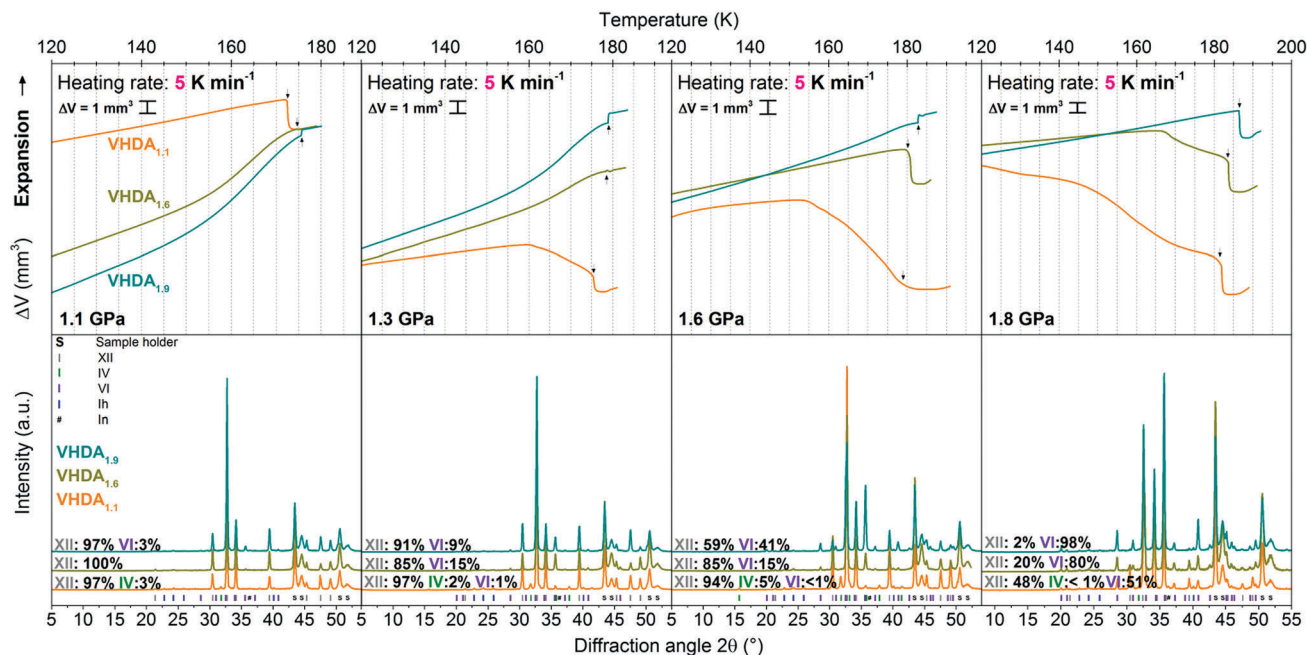 Temperature (K)
120 140 160 180 120 140 160 180 120 140 160 180 120 140 160 180 200
Expansion →
ΔV (mm³)
Heating rate: 5 K min⁻¹
ΔV = 1 mm³
VHDA₁.₁
VHDA₁.₆
VHDA₁.₉
1.1 GPa
Heating rate: 5 K min⁻¹
ΔV = 1 mm³
1.3 GPa
Heating rate: 5 K min⁻¹
ΔV = 1 mm³
1.6 GPa
Heating rate: 5 K min⁻¹
ΔV = 1 mm³
1.8 GPa
Intensity (a.u.)
S Sample holder
XII
IV
VI
Ih
# In
VHDA₁.₉
VHDA₁.₆
VHDA₁.₁
XII: 97% VI:3%
XII: 100%
XII: 97% IV:3%
# S S S S
XII: 91% VI:9%
XII: 85% VI:15%
XII: 97% IV:2% VI:1%
# S S S S
XII: 59% VI:41%
XII: 85% VI:15%
XII: 94% IV:5% VI:<1%
# S S S S
XII: 2% VI:98%
XII: 20% VI:80%
XII: 48% IV:< 1% VI:51%
# S S S S
5 10 15 20 25 30 35 40 45 50 5 10 15 20 25 30 35 40 45 50 5 10 15 20 25 30 35 40 45 50 5 10 15 20 25 30 35 40 45 50 55
Diffraction angle 2θ (°)